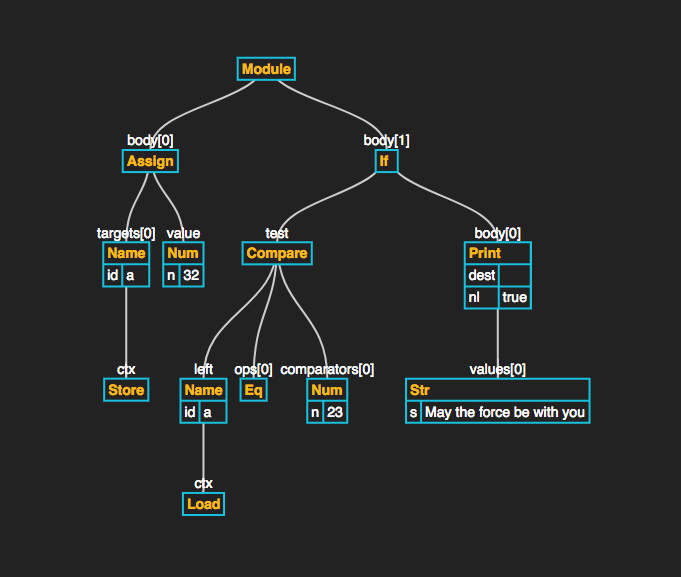 Module
body[0]
body[1]
Assign
If
targets[0]
value
test
body[0]
Name
Num
Compare
Print
id a
n 32
dest
nl true
ctx
left
ops[0]
comparators[0]
values[0]
Store
Name
Eq
Num
Str
id a
n 23
s May the force be with you
ctx
Load